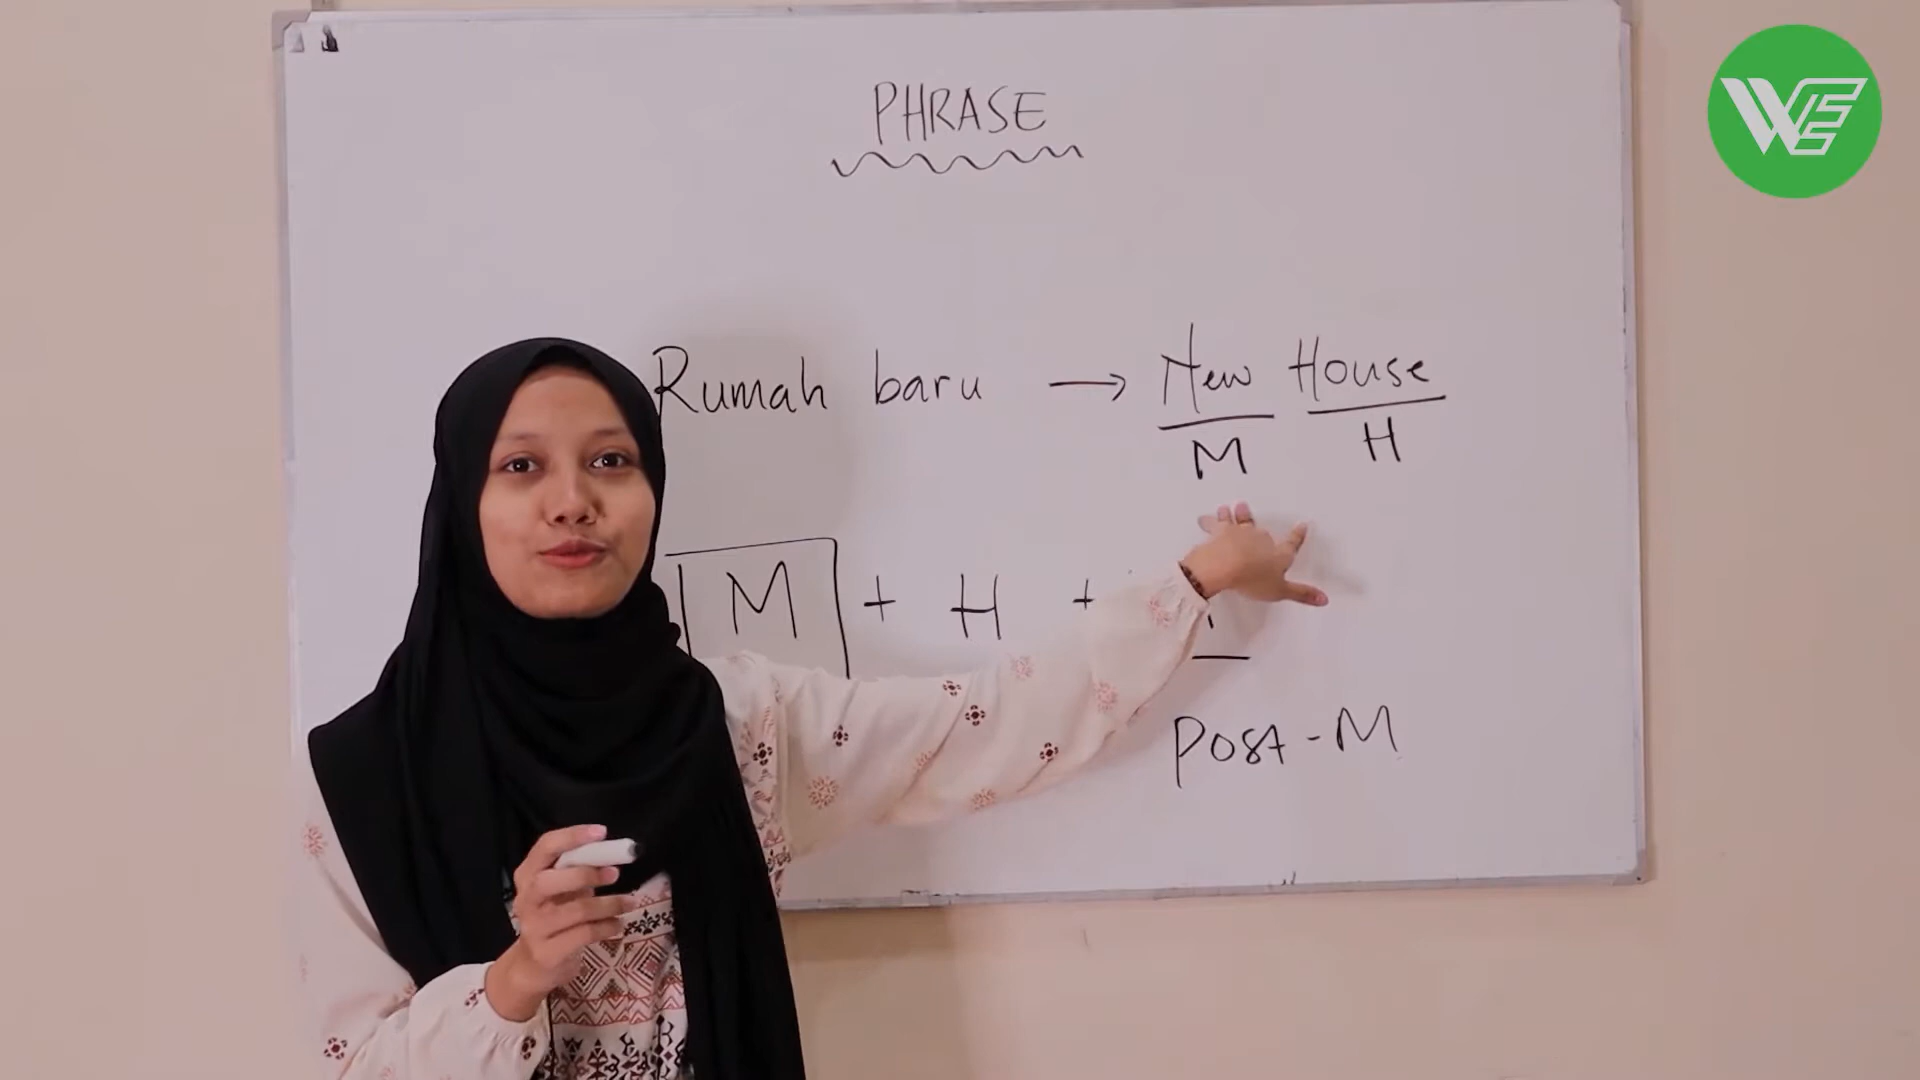 PHRASE
Rumah baru → New House
M H
M + H +
Post-M